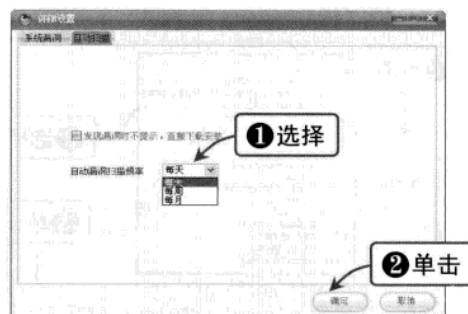 详细设置
系统漏洞 自动扫描
发现漏洞时不提示，直接下载安装
❶选择
自动漏洞扫描频率 每天
每天
每周
每月
❷单击
确定 取消